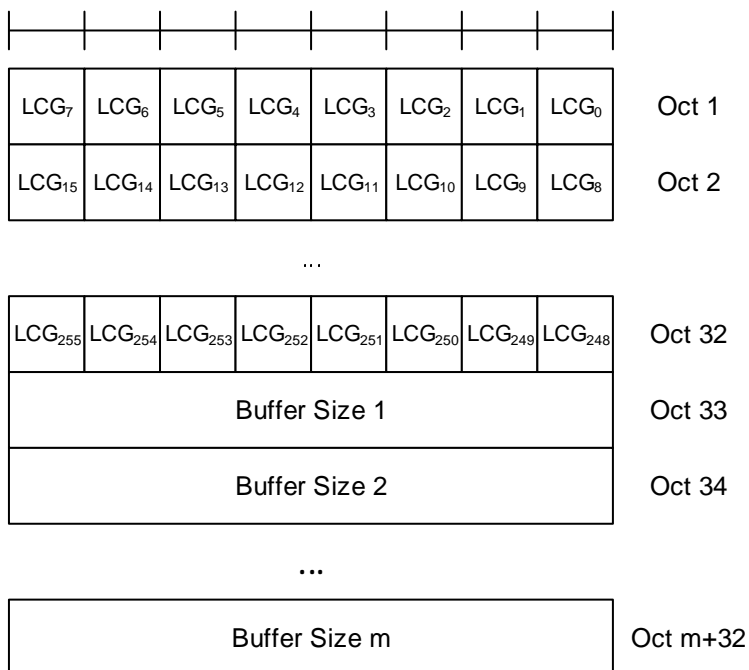 LCG₇ LCG₆ LCG₅ LCG₄ LCG₃ LCG₂ LCG₁ LCG₀ Oct 1
LCG₁₅ LCG₁₄ LCG₁₃ LCG₁₂ LCG₁₁ LCG₁₀ LCG₉ LCG₈ Oct 2
...
LCG₂₅₅ LCG₂₅₄ LCG₂₅₃ LCG₂₅₂ LCG₂₅₁ LCG₂₅₀ LCG₂₄₉ LCG₂₄₈ Oct 32
Buffer Size 1 Oct 33
Buffer Size 2 Oct 34
...
Buffer Size m Oct m+32